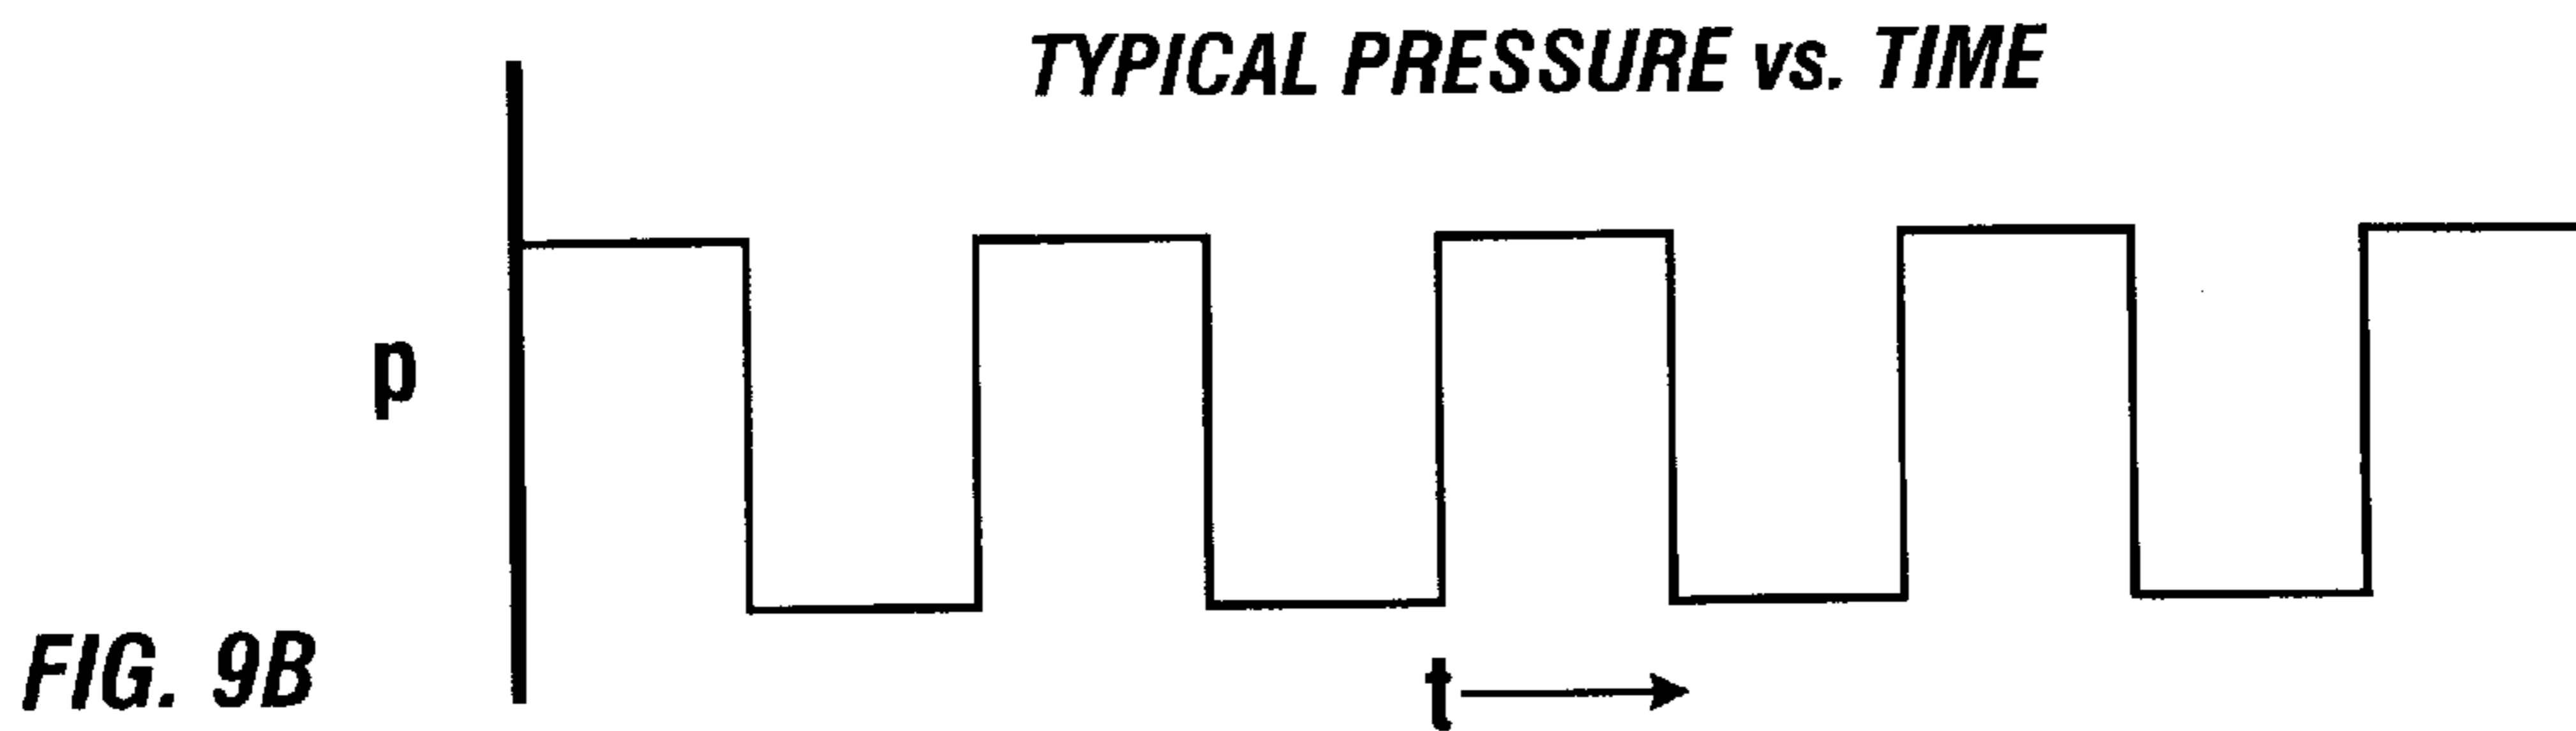 TYPICAL PRESSURE vs. TIME
p
t
FIG. 9B